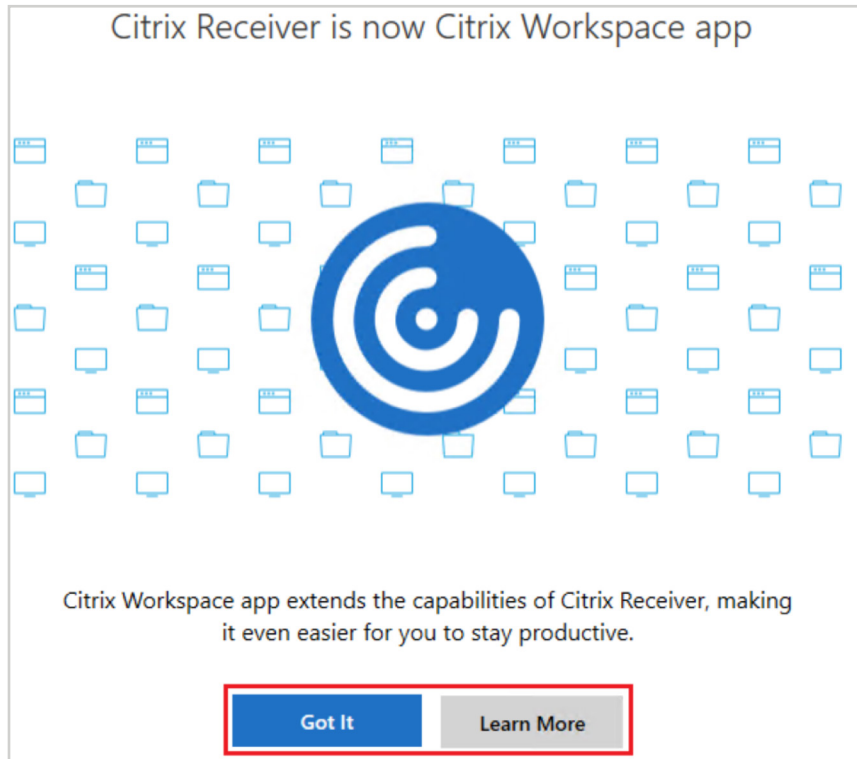 Citrix Receiver is now Citrix Workspace app
Citrix Workspace app extends the capabilities of Citrix Receiver, making
it even easier for you to stay productive.
Got It
Learn More